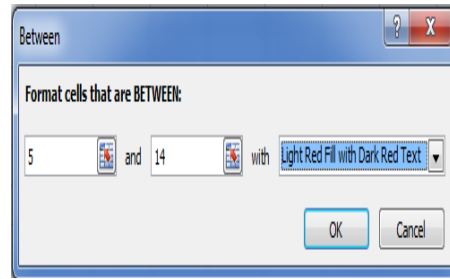 Between
? X
Format cells that are BETWEEN:
5 and 14 with Light Red Fill with Dark Red Text
OK Cancel